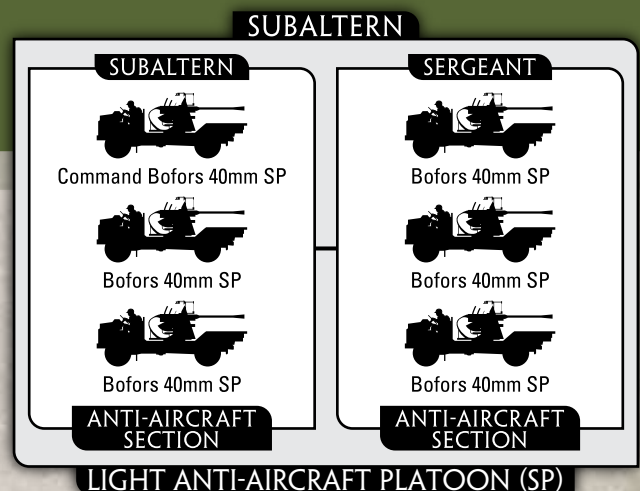 SUBALTERN
SUBALTERN
Command Bofors 40mm SP
Bofors 40mm SP
Bofors 40mm SP
ANTI-AIRCRAFT
SECTION
SERGEANT
Bofors 40mm SP
Bofors 40mm SP
Bofors 40mm SP
ANTI-AIRCRAFT
SECTION
LIGHT ANTI-AIRCRAFT PLATOON (SP)